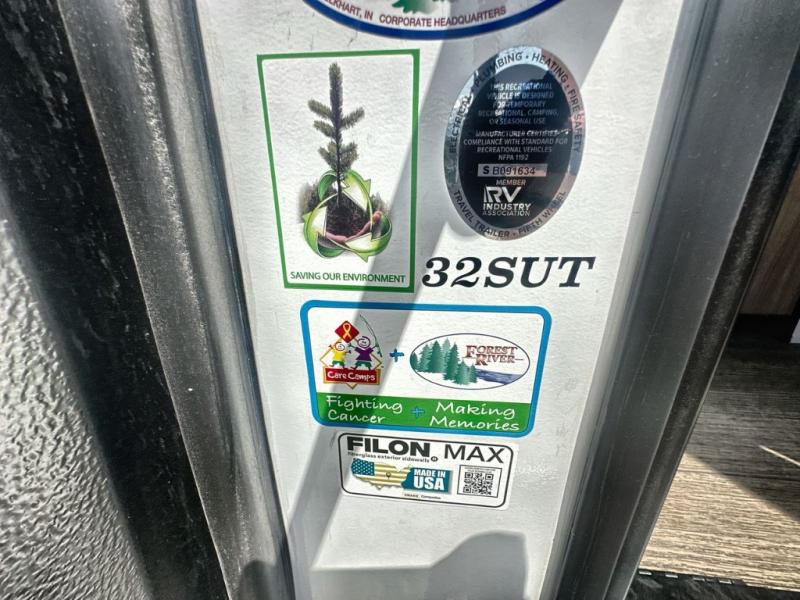 ELKHART, IN CORPORATE HEADQUARTERS
SAVING OUR ENVIRONMENT
ELECTRICAL • PLUMBING • HEATING • FIRE SAFETY
THIS RECREATIONAL
VEHICLE IS DESIGNED
FOR TEMPORARY
RECREATIONAL, CAMPING,
OR SEASONAL USE
MANUFACTURER CERTIFIES
COMPLIANCE WITH STANDARD FOR
RECREATIONAL VEHICLES
NFPA 1192
S B091634
MEMBER
RV
INDUSTRY
ASSOCIATION
TRAVEL TRAILER • FIFTH WHEEL
32SUT
Care Camps
+
FOREST
RIVER
Fighting
Cancer
+
Making
Memories
FILON® MAX
fiberglass exterior sidewalls
MADE IN
USA